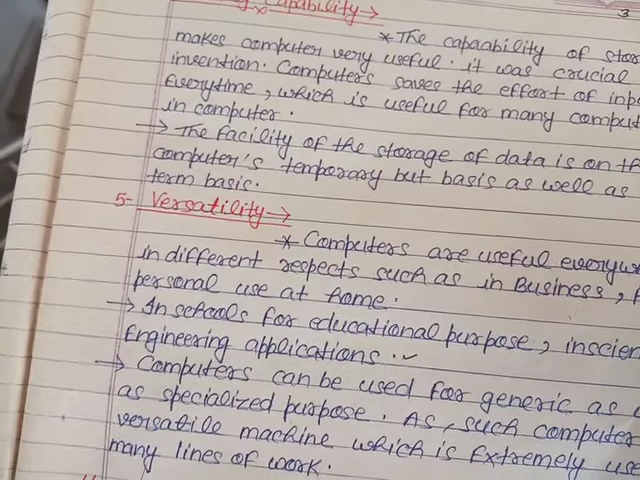 Capability →
3
* The capaability of stor
makes computer very useful. it was crucial
invention. Computer's saves the effort of inp
Everytime, which is useful for many comput
in computer.
→ The facility of the storage of data is on th
computer's temporary but basis as well as
term basis.
5- Versatility →
* Computers are useful everyw
in different respects such as in Business, f
personal use at home.
→ In schools for educational purpose, inscien
Engineering applications.
→ Computers can be used for generic as
as specialized purpose. As, such computer
versatile machine which is Extremely use
many lines of work.